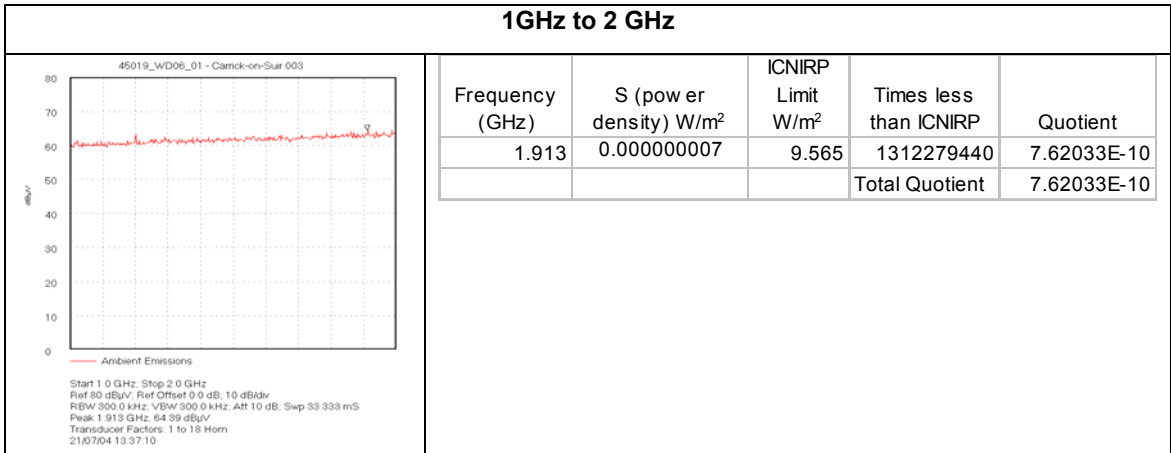 1GHz to 2 GHz
45019_WD06_01 - Carrick-on-Suir 003
80
70
60
50
40
30
20
10
0
dBµV
Ambient Emissions
Start 1.0 GHz; Stop 2.0 GHz
Ref 80 dBµV; Ref Offset 0.0 dB; 10 dB/div
RBW 300.0 kHz; VBW 300.0 kHz; Att 10 dB; Swp 33.333 mS
Peak 1.913 GHz, 64.39 dBµV
Transducer Factors: 1 to 18 Horn
21/07/04 13:37:10
Frequency (GHz) S (pow er density) W/m² ICNIRP Limit W/m² Times less than ICNIRP Quotient
1.913 0.000000007 9.565 1312279440 7.62033E-10
Total Quotient 7.62033E-10